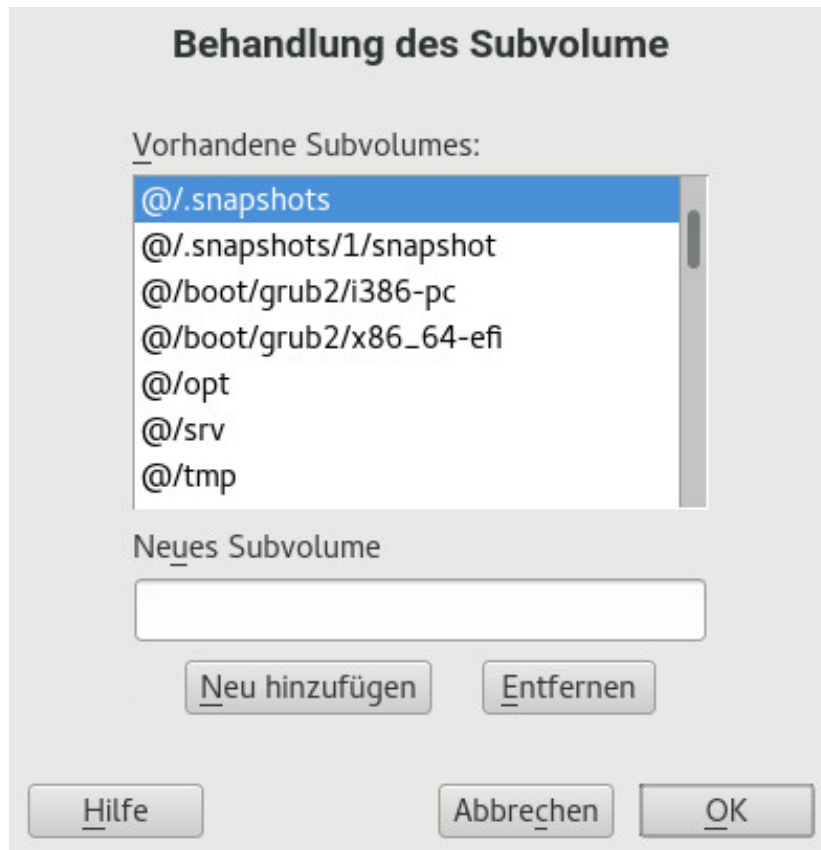 Behandlung des Subvolume
Vorhandene Subvolumes:
@/.snapshots
@/.snapshots/1/snapshot
@/boot/grub2/i386-pc
@/boot/grub2/x86_64-efi
@/opt
@/srv
@/tmp
Neues Subvolume
Neu hinzufügen Entfernen
Hilfe Abbrechen OK